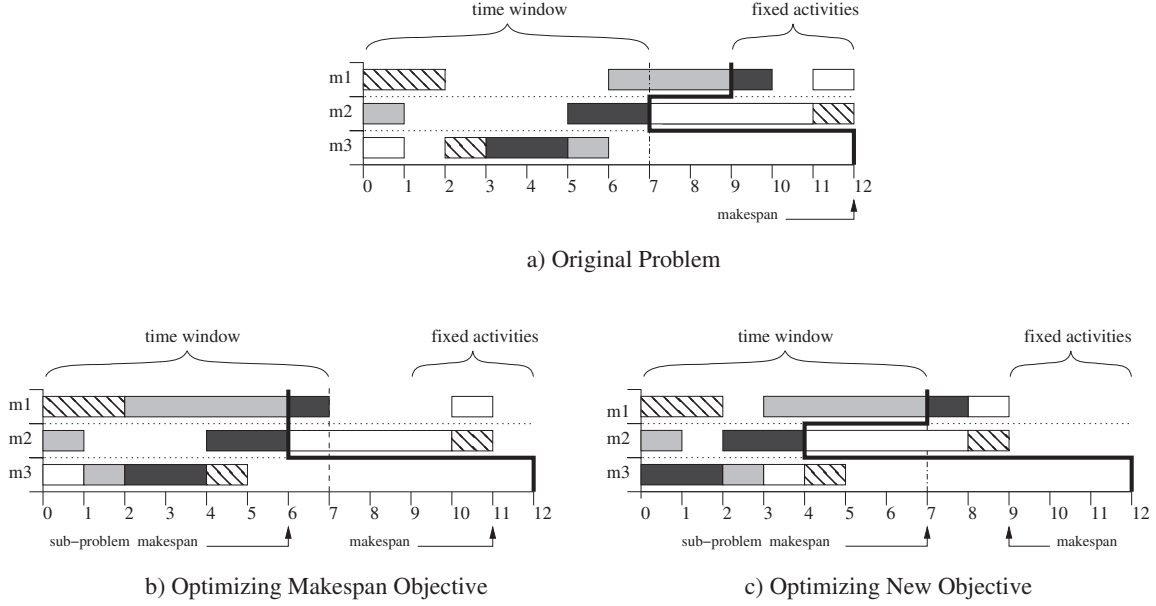 time window fixed activities
m1
m2
m3
0 1 2 3 4 5 6 7 8 9 10 11 12
makespan
a) Original Problem
time window fixed activities
m1
m2
m3
0 1 2 3 4 5 6 7 8 9 10 11 12
sub-problem makespan makespan
b) Optimizing Makespan Objective
time window fixed activities
m1
m2
m3
0 1 2 3 4 5 6 7 8 9 10 11 12
sub-problem makespan makespan
c) Optimizing New Objective